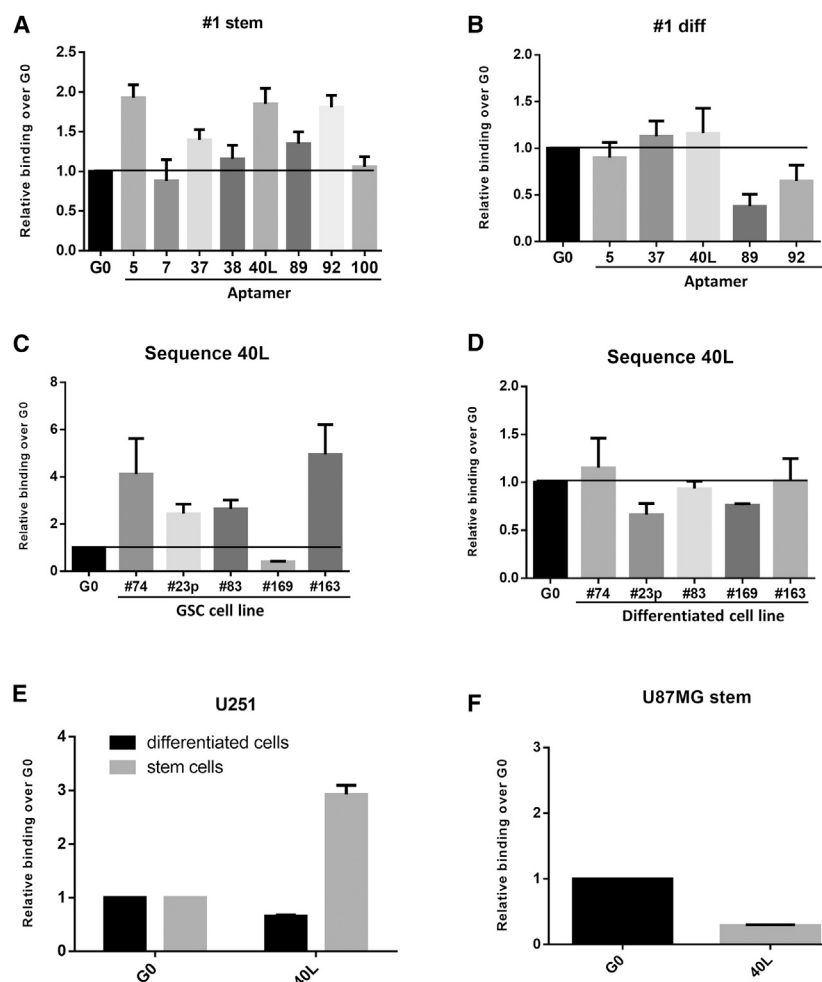 A
#1 stem
Relative binding over G0
2.5
2.0
1.5
1.0
0.5
0.0
G0 5 7 37 38 40L 89 92 100
Aptamer
B
#1 diff
Relative binding over G0
2.0
1.5
1.0
0.5
0.0
G0 5 37 40L 89 92
Aptamer
C
Sequence 40L
Relative binding over G0
8
6
4
2
0
G0 #74 #23p #83 #169 #163
GSC cell line
D
Sequence 40L
Relative binding over G0
2.0
1.5
1.0
0.5
0.0
G0 #74 #23p #83 #169 #163
Differentiated cell line
E
U251
Relative binding over G0
4
3
2
1
0
differentiated cells
stem cells
G0 40L
F
U87MG stem
Relative binding over G0
3
2
1
0
G0 40L